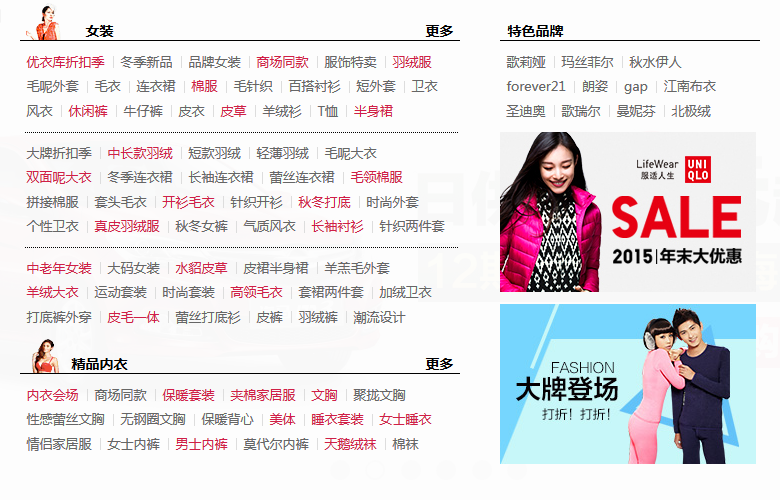 女装 更多
优衣库折扣季 冬季新品 品牌女装 商场同款 服饰特卖 羽绒服
毛呢外套 毛衣 连衣裙 棉服 毛针织 百搭衬衫 短外套 卫衣
风衣 休闲裤 牛仔裤 皮衣 皮草 羊绒衫 T恤 半身裙
大牌折扣季 中长款羽绒 短款羽绒 轻薄羽绒 毛呢大衣
双面呢大衣 冬季连衣裙 长袖连衣裙 蕾丝连衣裙 毛领棉服
拼接棉服 套头毛衣 开衫毛衣 针织开衫 秋冬打底 时尚外套
个性卫衣 真皮羽绒服 秋冬女裤 气质风衣 长袖衬衫 针织两件套
中老年女装 大码女装 水貂皮草 皮裙半身裙 羊羔毛外套
羊绒大衣 运动套装 时尚套装 高领毛衣 套裙两件套 加绒卫衣
打底裤外穿 皮毛一体 蕾丝打底衫 皮裤 羽绒裤 潮流设计
精品内衣 更多
内衣会场 商场同款 保暖套装 夹棉家居服 文胸 聚拢文胸
性感蕾丝文胸 无钢圈文胸 保暖背心 美体 睡衣套装 女士睡衣
情侣家居服 女士内裤 男士内裤 莫代尔内裤 天鹅绒袜 棉袜
特色品牌
歌莉娅 玛丝菲尔 秋水伊人
forever21 朗姿 gap 江南布衣
圣迪奥 歌瑞尔 曼妮芬 北极绒
LifeWear
服适人生
UNI
QLO
SALE
2015|年末大优惠
FASHION
大牌登场
打折！打折！